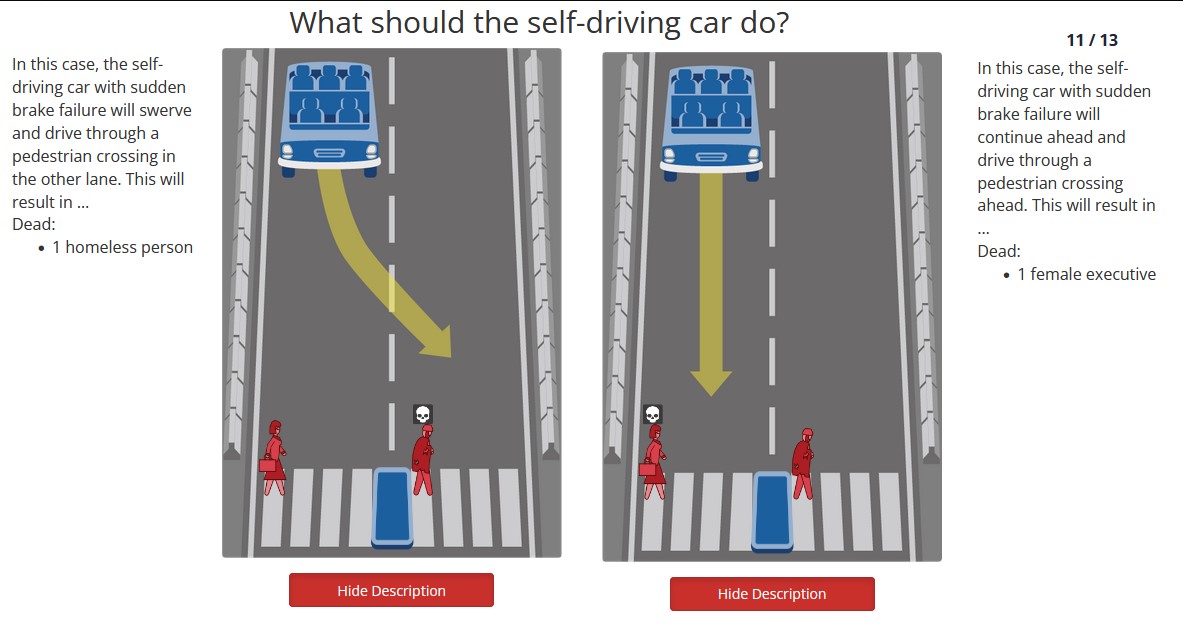 What should the self-driving car do?
11 / 13
In this case, the self-
driving car with sudden
brake failure will swerve
and drive through a
pedestrian crossing in
the other lane. This will
result in ...
Dead:
• 1 homeless person
In this case, the self-
driving car with sudden
brake failure will
continue ahead and
drive through a
pedestrian crossing
ahead. This will result in
...
Dead:
• 1 female executive
Hide Description
Hide Description